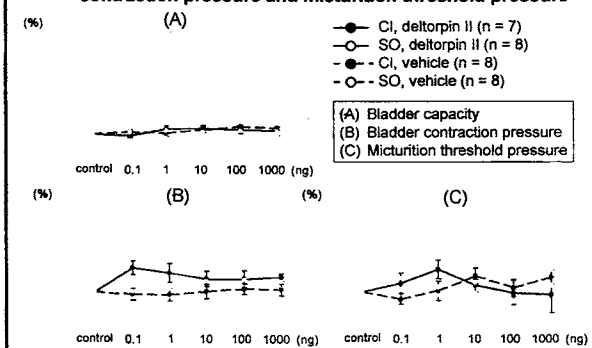 contraction pressure and micturition threshold pressure
(%)
(A)
CI, deltorpin II (n = 7)
SO, deltorpin II (n = 8)
CI, vehicle (n = 8)
SO, vehicle (n = 8)
(A) Bladder capacity
(B) Bladder contraction pressure
(C) Micturition threshold pressure
control 0.1 1 10 100 1000 (ng)
(%)
(B)
(%)
(C)
control 0.1 1 10 100 1000 (ng)
control 0.1 1 10 100 1000 (ng)